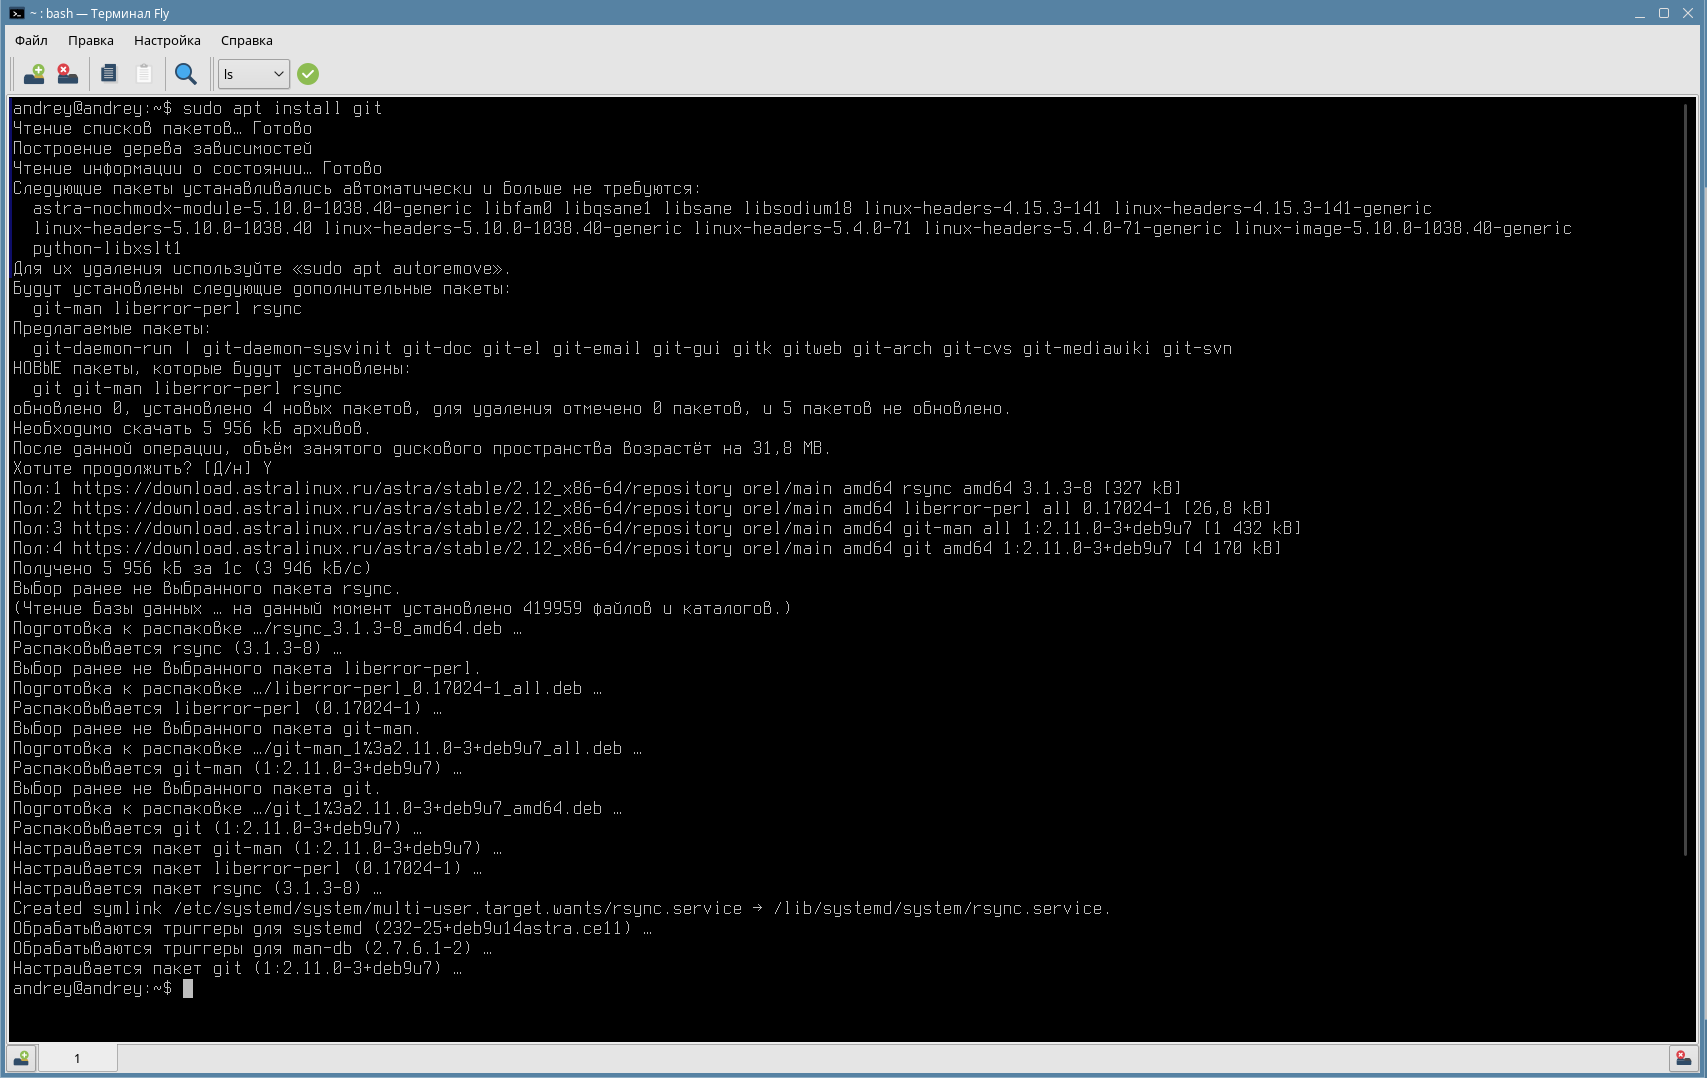 ~ : bash — Терминал Fly
Файл Правка Настройка Справка
ls
andrey@andrey:~$ sudo apt install git
Чтение списков пакетов… Готово
Построение дерева зависимостей
Чтение информации о состоянии… Готово
Следующие пакеты устанавливались автоматически и больше не требуются:
  astra-nochmodx-module-5.10.0-1038.40-generic libfam0 libqsane1 libsane libsodium18 linux-headers-4.15.3-141 linux-headers-4.15.3-141-generic
  linux-headers-5.10.0-1038.40 linux-headers-5.10.0-1038.40-generic linux-headers-5.4.0-71 linux-headers-5.4.0-71-generic linux-image-5.10.0-1038.40-generic
  python-libxslt1
Для их удаления используйте «sudo apt autoremove».
Будут установлены следующие дополнительные пакеты:
  git-man liberror-perl rsync
Предлагаемые пакеты:
  git-daemon-run | git-daemon-sysvinit git-doc git-el git-email git-gui gitk gitweb git-arch git-cvs git-mediawiki git-svn
НОВЫЕ пакеты, которые будут установлены:
  git git-man liberror-perl rsync
обновлено 0, установлено 4 новых пакетов, для удаления отмечено 0 пакетов, и 5 пакетов не обновлено.
Необходимо скачать 5 956 kБ архивов.
После данной операции, объём занятого дискового пространства возрастёт на 31,8 MB.
Хотите продолжить? [Д/н] Y
Пол:1 https://download.astralinux.ru/astra/stable/2.12_x86-64/repository orel/main amd64 rsync amd64 3.1.3-8 [327 kB]
Пол:2 https://download.astralinux.ru/astra/stable/2.12_x86-64/repository orel/main amd64 liberror-perl all 0.17024-1 [26,8 kB]
Пол:3 https://download.astralinux.ru/astra/stable/2.12_x86-64/repository orel/main amd64 git-man all 1:2.11.0-3+deb9u7 [1 432 kB]
Пол:4 https://download.astralinux.ru/astra/stable/2.12_x86-64/repository orel/main amd64 git amd64 1:2.11.0-3+deb9u7 [4 170 kB]
Получено 5 956 kБ за 1с (3 946 kБ/c)
Выбор ранее не выбранного пакета rsync.
(Чтение базы данных … на данный момент установлено 419959 файлов и каталогов.)
Подготовка к распаковке …/rsync_3.1.3-8_amd64.deb …
Распаковывается rsync (3.1.3-8) …
Выбор ранее не выбранного пакета liberror-perl.
Подготовка к распаковке …/liberror-perl_0.17024-1_all.deb …
Распаковывается liberror-perl (0.17024-1) …
Выбор ранее не выбранного пакета git-man.
Подготовка к распаковке …/git-man_1%3a2.11.0-3+deb9u7_all.deb …
Распаковывается git-man (1:2.11.0-3+deb9u7) …
Выбор ранее не выбранного пакета git.
Подготовка к распаковке …/git_1%3a2.11.0-3+deb9u7_amd64.deb …
Распаковывается git (1:2.11.0-3+deb9u7) …
Настраивается пакет git-man (1:2.11.0-3+deb9u7) …
Настраивается пакет liberror-perl (0.17024-1) …
Настраивается пакет rsync (3.1.3-8) …
Created symlink /etc/systemd/system/multi-user.target.wants/rsync.service → /lib/systemd/system/rsync.service.
Обрабатываются триггеры для systemd (232-25+deb9u14astra.ce11) …
Обрабатываются триггеры для man-db (2.7.6.1-2) …
Настраивается пакет git (1:2.11.0-3+deb9u7) …
andrey@andrey:~$
1